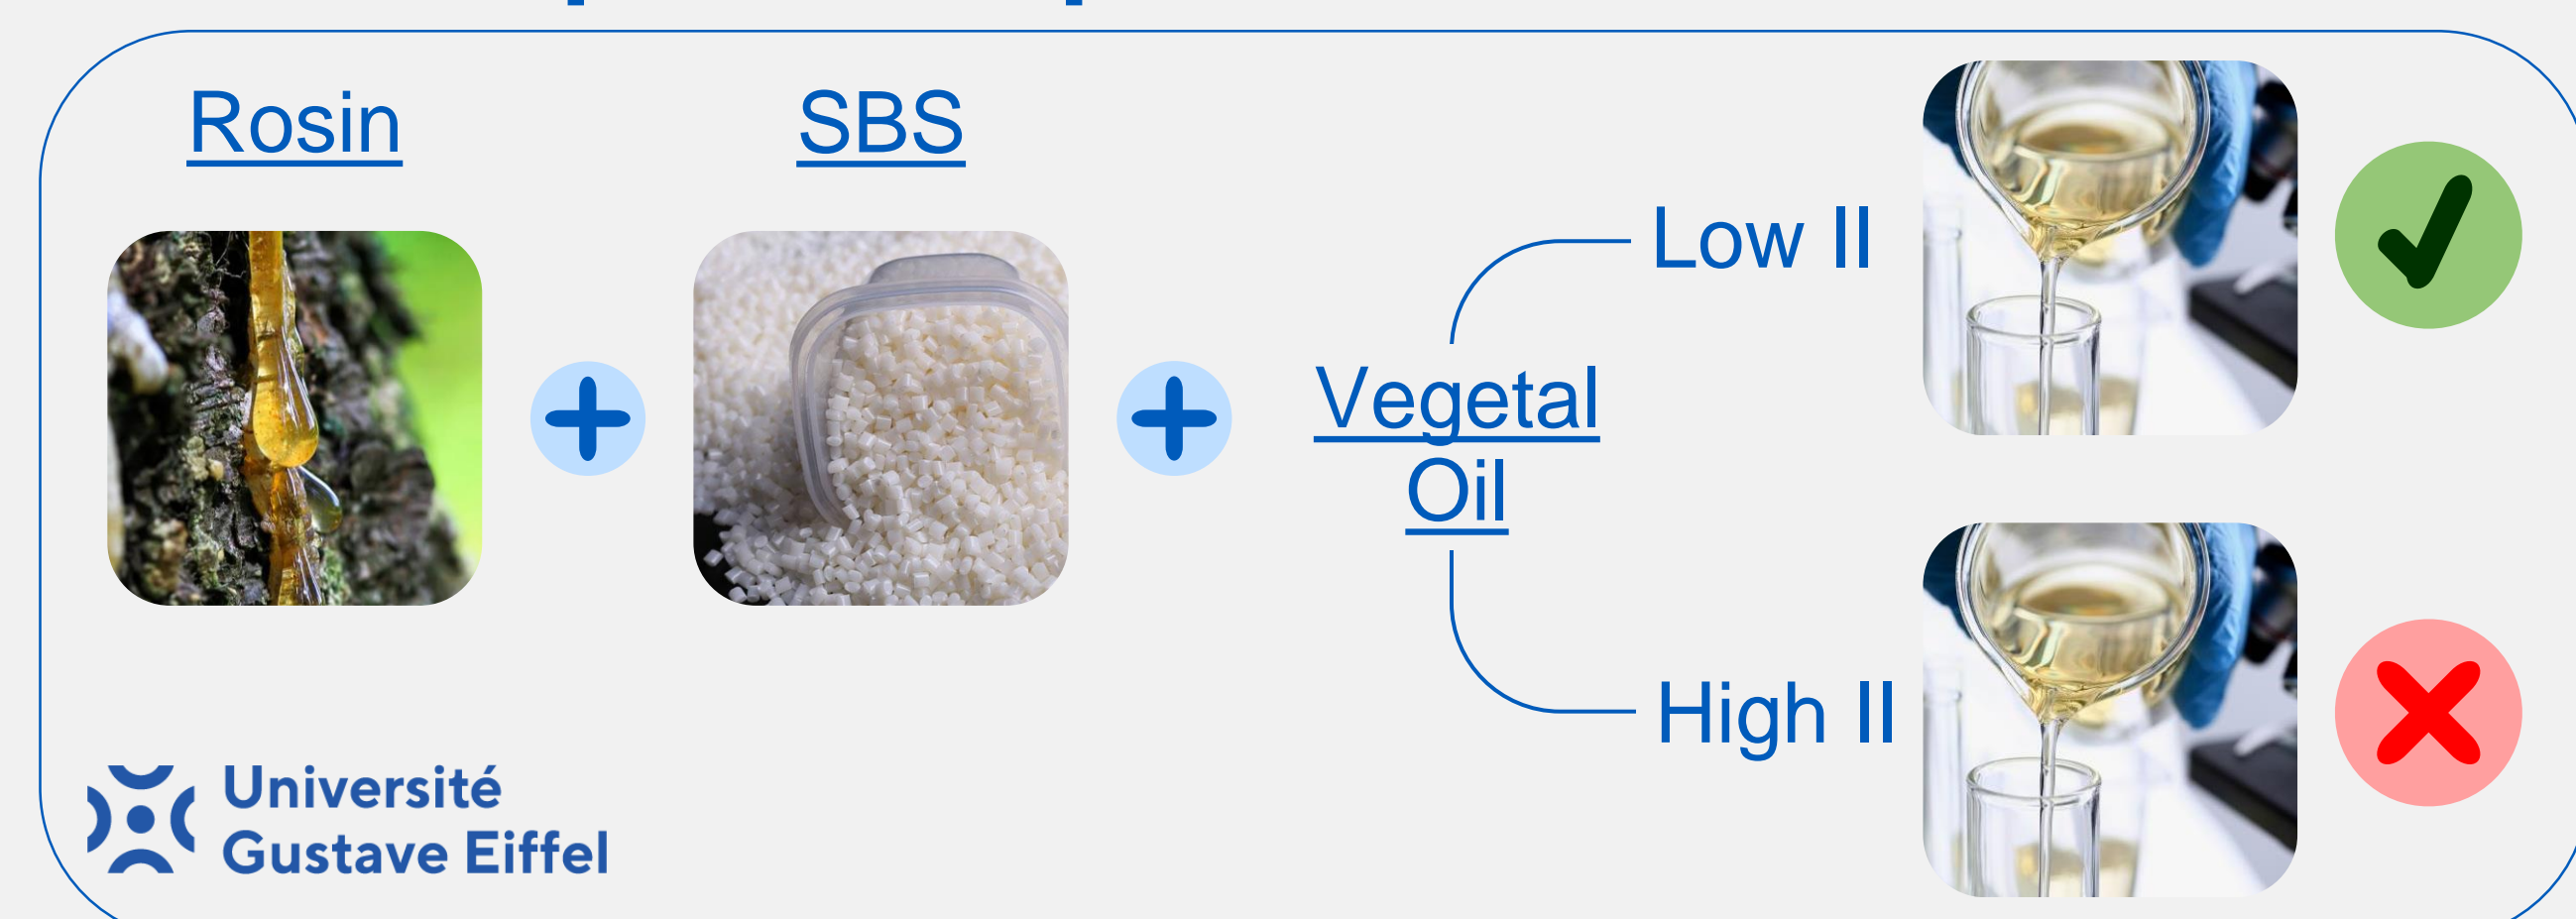 Rosin
SBS
Low II
Vegetal
Oil
High II
Université
Gustave Eiffel